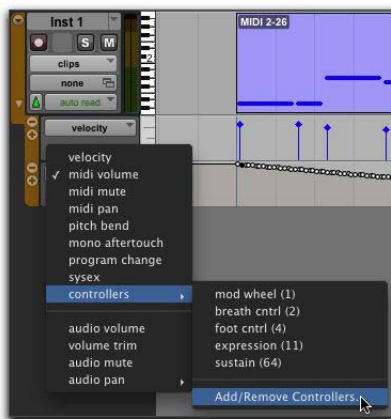 Inst 1
MIDI 2-26
S M
clips
2
none
auto read
velocity
velocity
✓ midi volume
midi mute
midi pan
pitch bend
mono aftertouch
program change
sysex
controllers
mod wheel (1)
breath cntrl (2)
foot cntrl (4)
expression (11)
sustain (64)
Add/Remove Controllers...
audio volume
volume trim
audio mute
audio pan